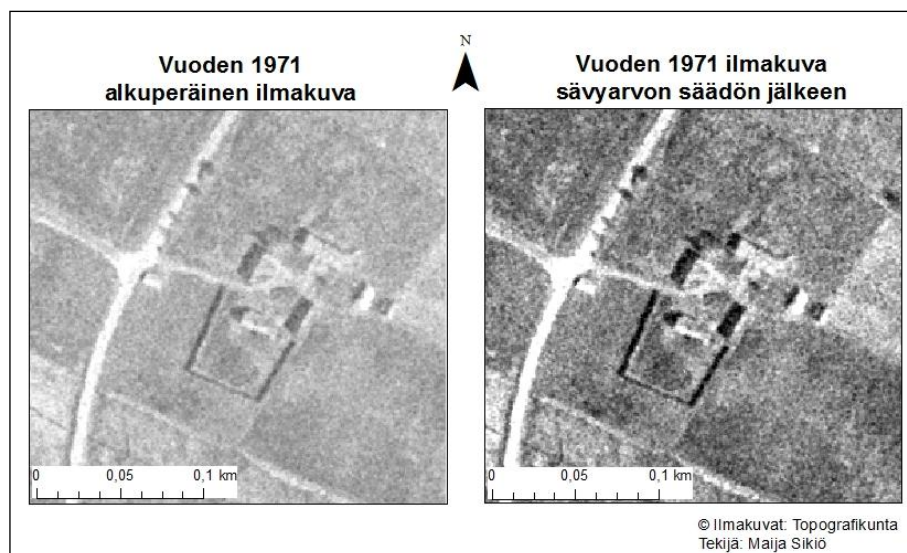 Vuoden 1971
alkuperäinen ilmakuva
N
Vuoden 1971 ilmakuva
sävyarvon säädön jälkeen
0 0,05 0,1 km
0 0,05 0,1 km
© Ilmakuvat: Topografikunta
Tekijä: Maija Sikiö